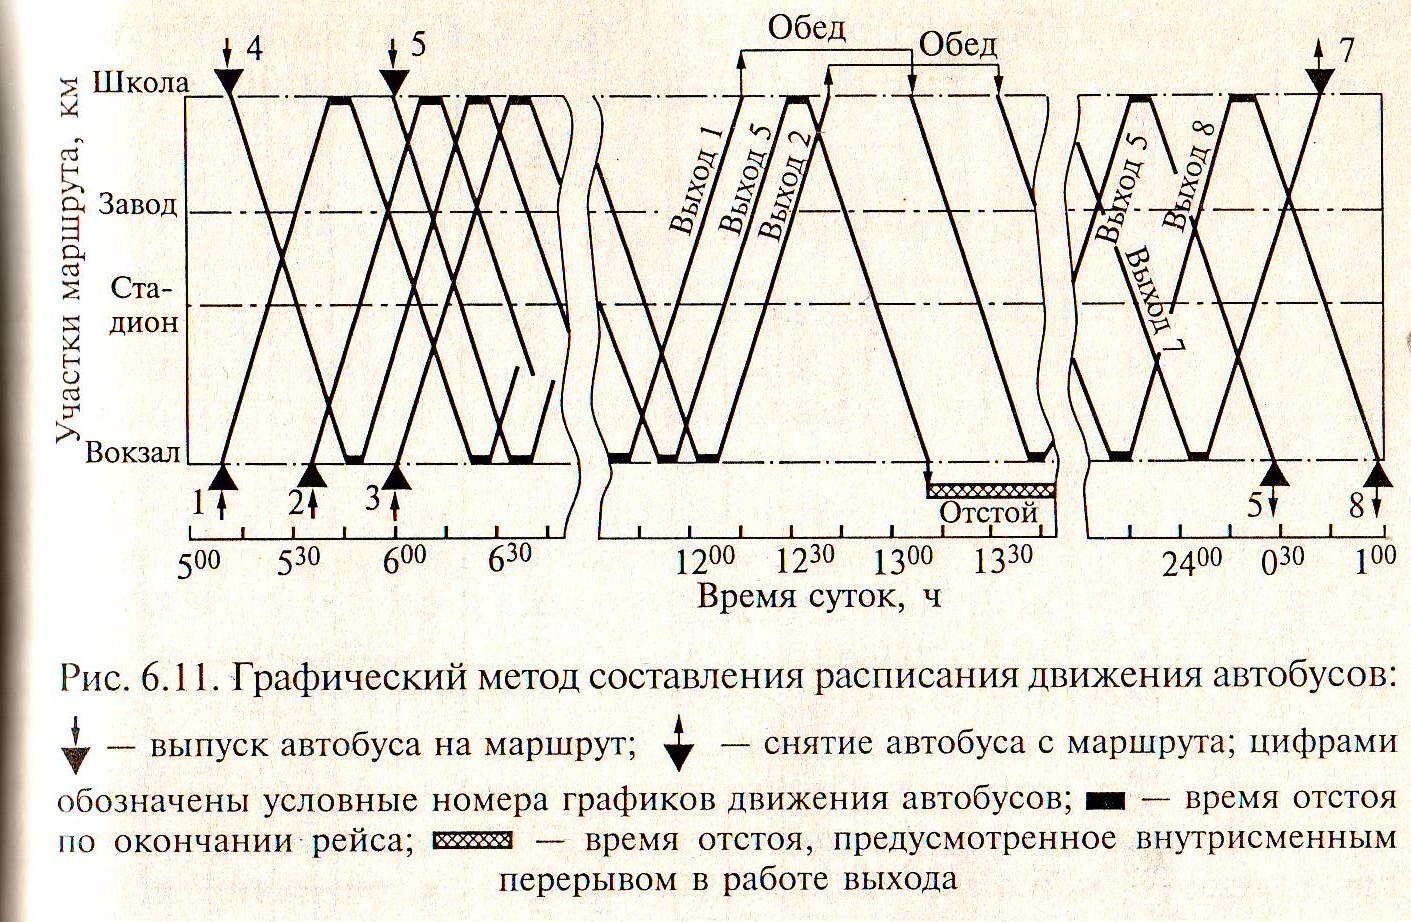 4
5
Обед
Обед
7
Школа
Завод
Ста-
дион
Вокзал
Участки маршрута, км
Выход 1
Выход 5
Выход 2
Выход 5
Выход 8
Выход 7
1
2
3
Отстой
5
8
5⁰⁰ 5³⁰ 6⁰⁰ 6³⁰ 12⁰⁰ 12³⁰ 13⁰⁰ 13³⁰ 24⁰⁰ 0³⁰ 1⁰⁰
Время суток, ч
Рис. 6.11. Графический метод составления расписания движения автобусов:
— выпуск автобуса на маршрут; — снятие автобуса с маршрута; цифрами
обозначены условные номера графиков движения автобусов; — время отстоя
по окончании рейса; — время отстоя, предусмотренное внутрисменным
перерывом в работе выхода